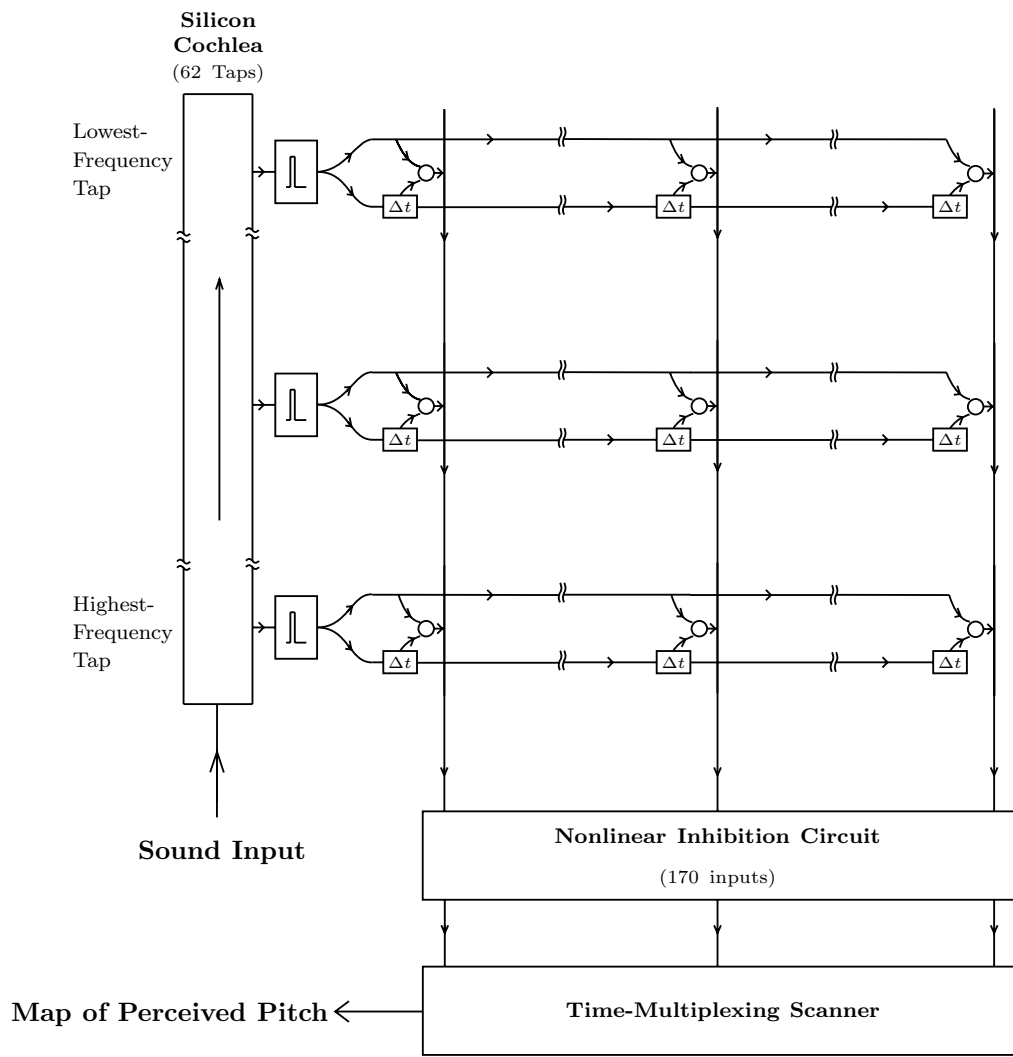 Silicon
Cochlea
(62 Taps)
Lowest-
Frequency
Tap
Δt
Δt
Δt
Δt
Δt
Δt
Highest-
Frequency
Tap
Δt
Δt
Δt
Sound Input
Nonlinear Inhibition Circuit
(170 inputs)
Map of Perceived Pitch
Time-Multiplexing Scanner